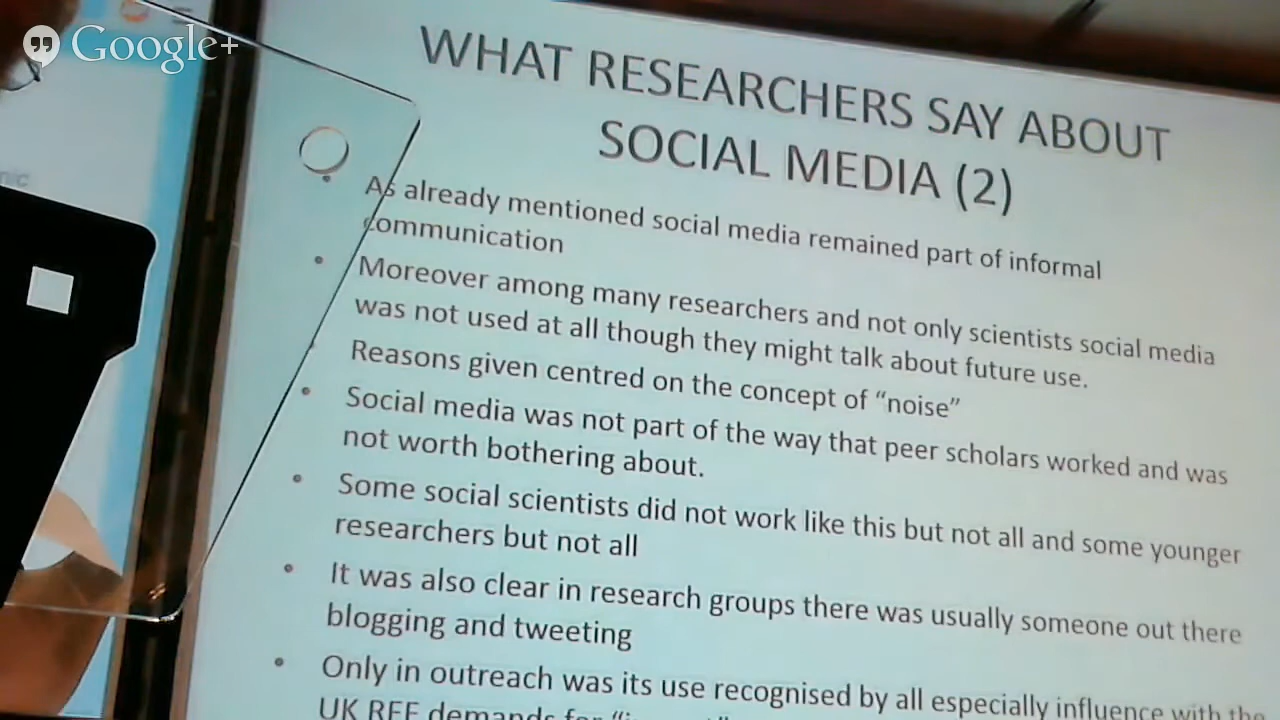 Google+
WHAT RESEARCHERS SAY ABOUT
SOCIAL MEDIA (2)
• As already mentioned social media remained part of informal
communication
• Moreover among many researchers and not only scientists social media
was not used at all though they might talk about future use.
Reasons given centred on the concept of “noise”
• Social media was not part of the way that peer scholars worked and was
not worth bothering about.
• Some social scientists did not work like this but not all and some younger
researchers but not all
• It was also clear in research groups there was usually someone out there
blogging and tweeting
• Only in outreach was its use recognised by all especially influence with the
UK REF demands for